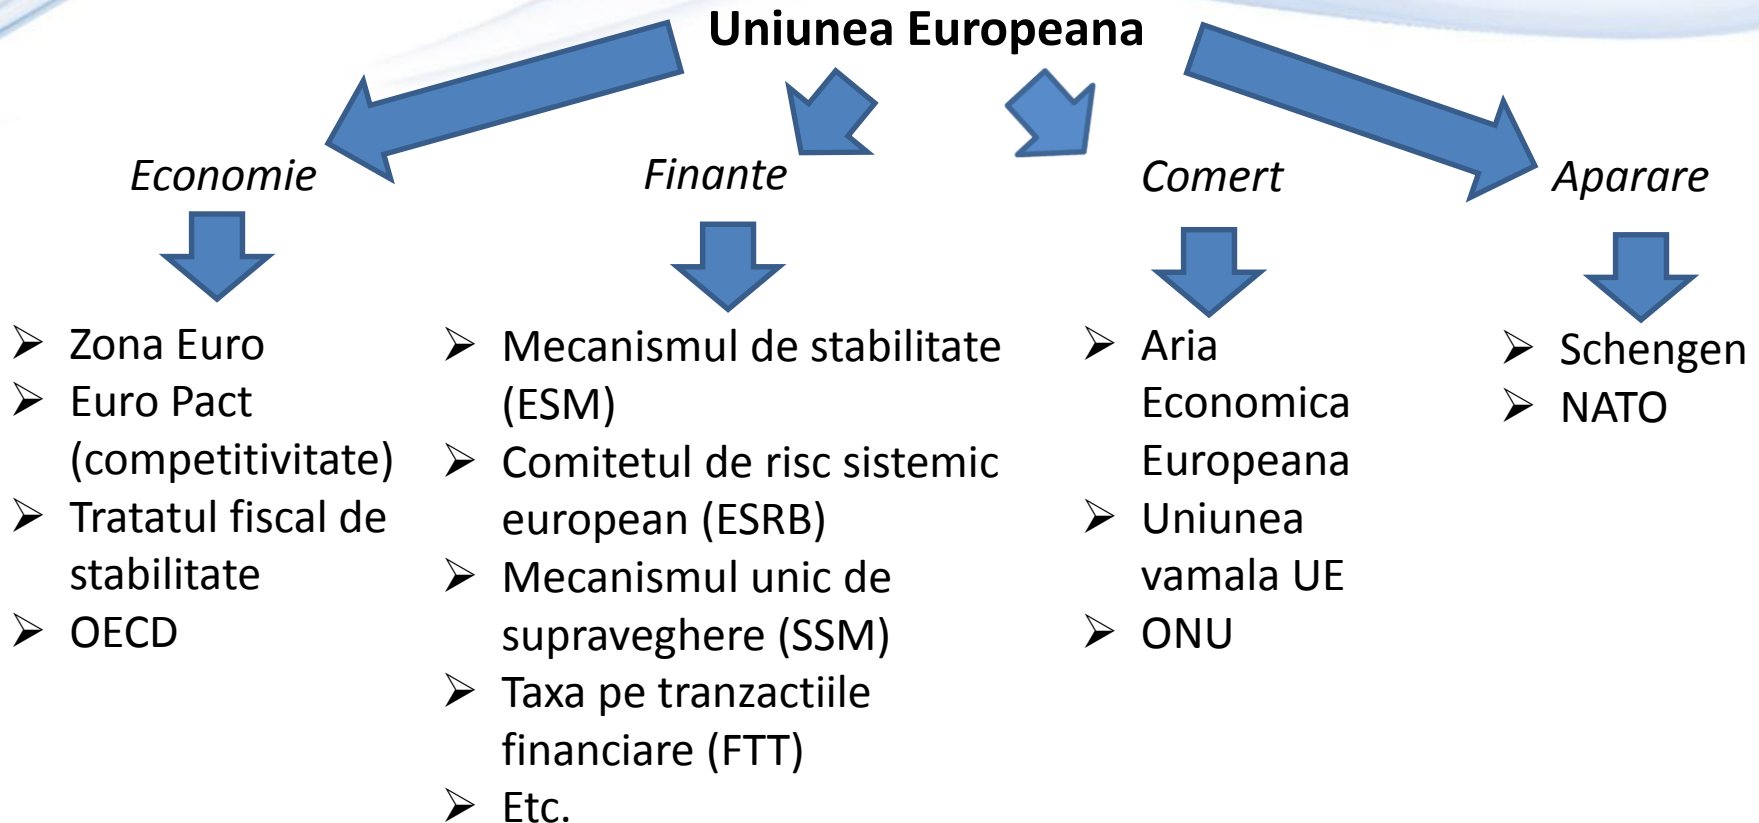 Uniunea Europeana
Economie
Finante
Comert
Aparare
➢ Zona Euro
➢ Euro Pact
(competitivitate)
➢ Tratatul fiscal de
stabilitate
➢ OECD
➢ Mecanismul de stabilitate
(ESM)
➢ Comitetul de risc sistemic
european (ESRB)
➢ Mecanismul unic de
supraveghere (SSM)
➢ Taxa pe tranzactiile
financiare (FTT)
➢ Etc.
➢ Aria
Economica
Europeana
➢ Uniunea
vamala UE
➢ ONU
➢ Schengen
➢ NATO